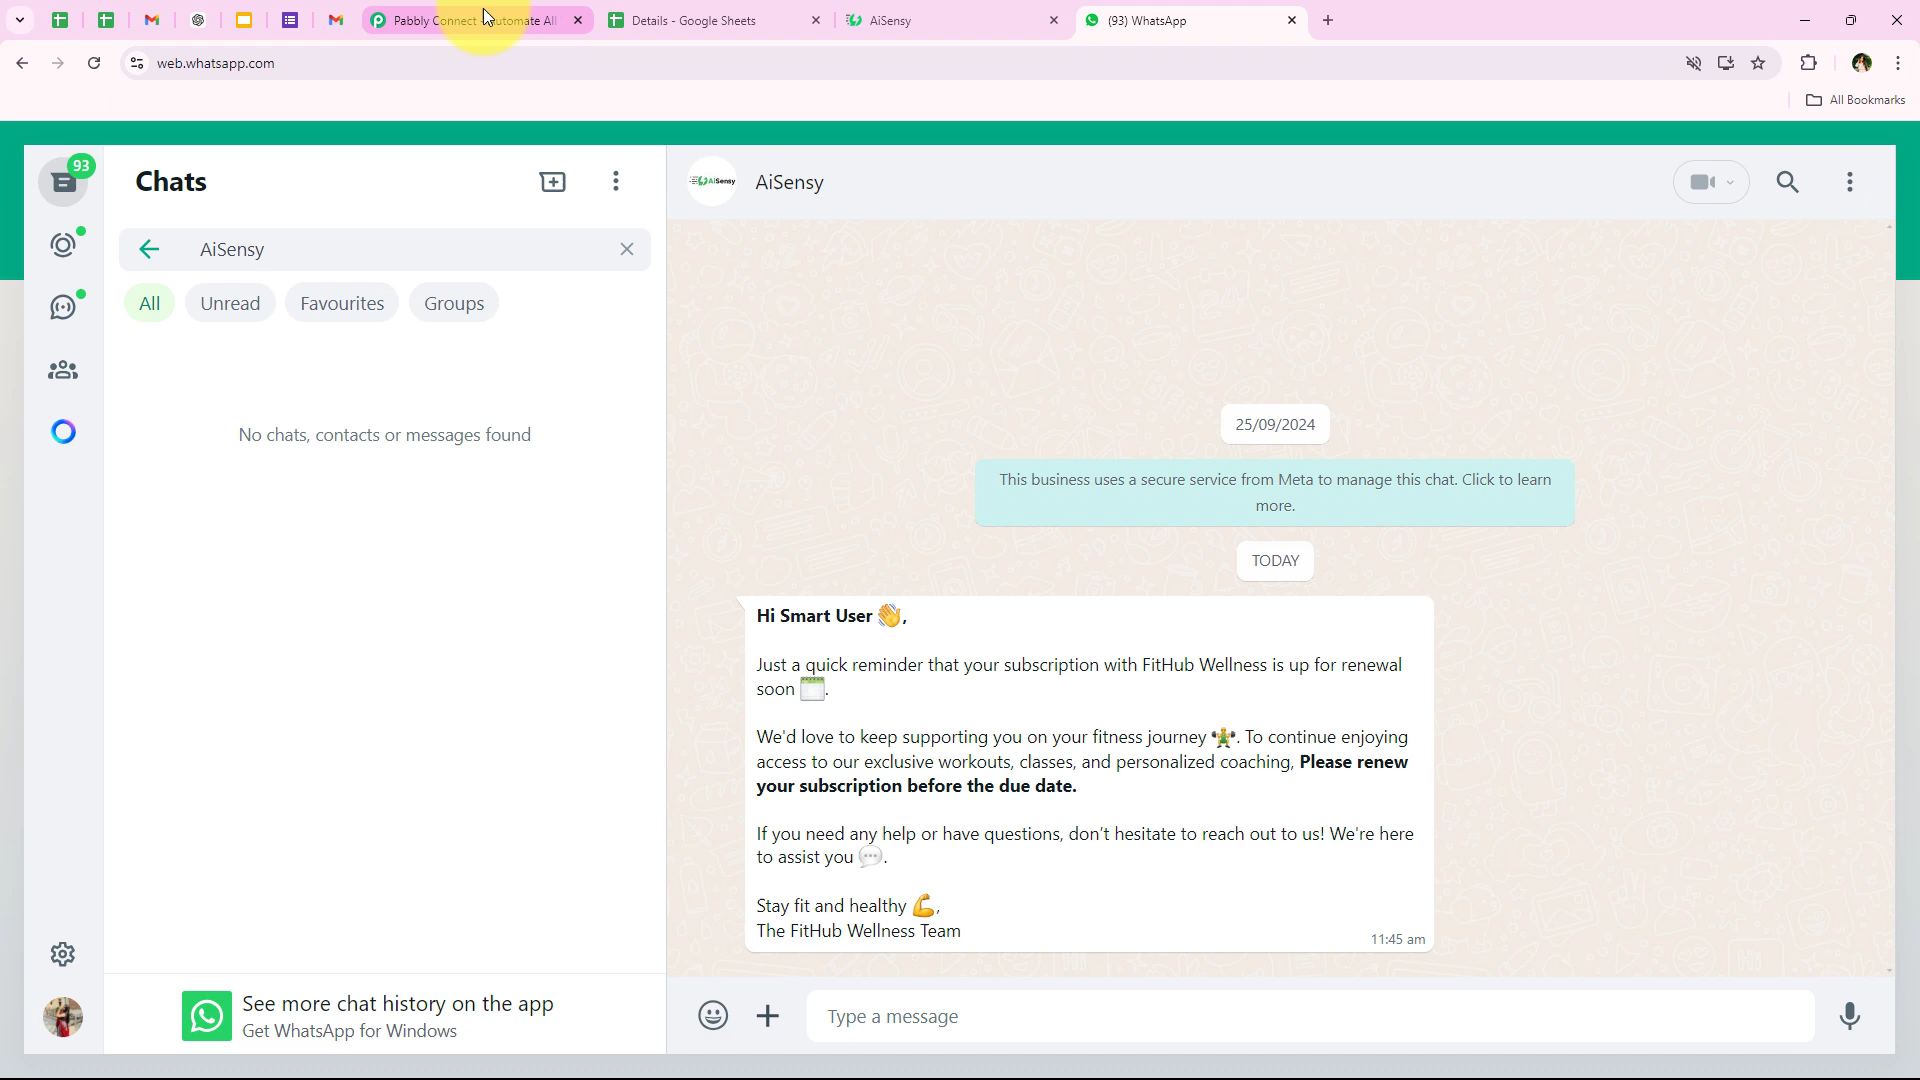 Pabbly Connect - Automate All
Details - Google Sheets
AiSensy
(93) WhatsApp
web.whatsapp.com
All Bookmarks
93
Chats
AiSensy
All
Unread
Favourites
Groups
No chats, contacts or messages found
See more chat history on the app
Get WhatsApp for Windows
AiSensy
AiSensy
25/09/2024
This business uses a secure service from Meta to manage this chat. Click to learn
more.
TODAY
Hi Smart User 👋,
Just a quick reminder that your subscription with FitHub Wellness is up for renewal
soon 🗓️.
We'd love to keep supporting you on your fitness journey 🏋️. To continue enjoying
access to our exclusive workouts, classes, and personalized coaching, Please renew
your subscription before the due date.
If you need any help or have questions, don't hesitate to reach out to us! We're here
to assist you 💬.
Stay fit and healthy 💪,
The FitHub Wellness Team
11:45 am
Type a message